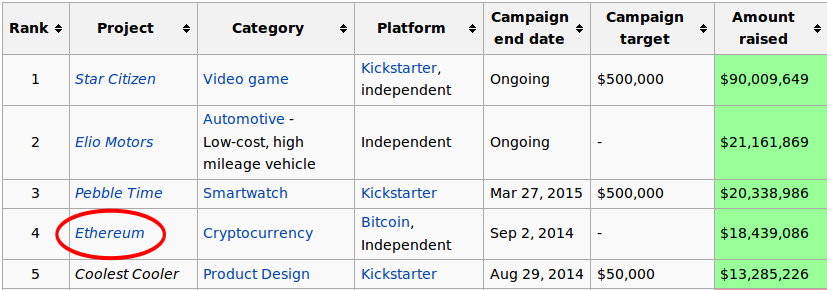 Rank Project Category Platform Campaign end date Campaign target Amount raised
1 Star Citizen Video game Kickstarter, independent Ongoing $500,000 $90,009,649
2 Elio Motors Automotive - Low-cost, high mileage vehicle Independent Ongoing - $21,161,869
3 Pebble Time Smartwatch Kickstarter Mar 27, 2015 $500,000 $20,338,986
4 Ethereum Cryptocurrency Bitcoin, Independent Sep 2, 2014 - $18,439,086
5 Coolest Cooler Product Design Kickstarter Aug 29, 2014 $50,000 $13,285,226